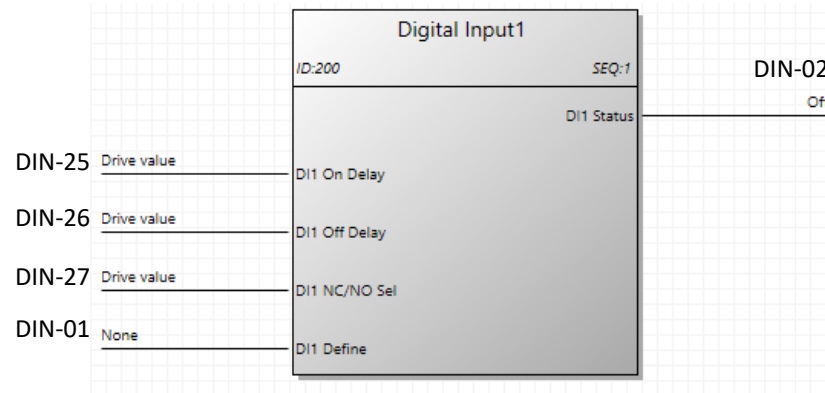 Digital Input1
ID:200 SEQ:1
DIN-02
DI1 Status
DIN-25 Drive value
DI1 On Delay
DIN-26 Drive value
DI1 Off Delay
DIN-27 Drive value
DI1 NC/NO Sel
DIN-01 None
DI1 Define